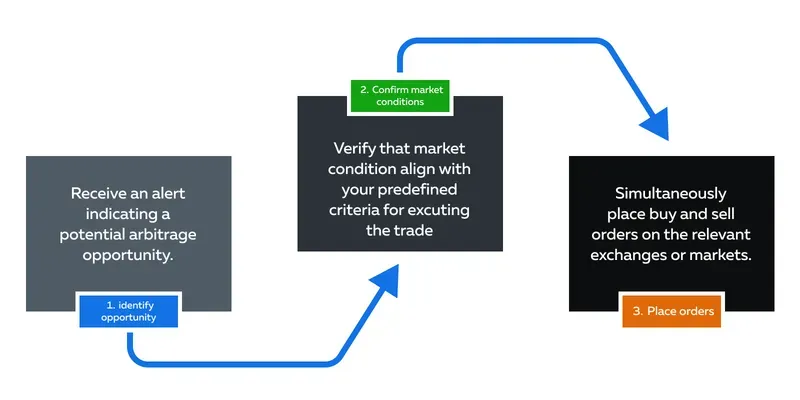 Receive an alert
indicating a
potential arbitrage
opportunity.
1. identify
opportunity
2. Confirm market
conditions
Verify that market
condition align with
your predefined
criteria for excuting
the trade
Simultaneously
place buy and sell
orders on the relevant
exchanges or markets.
3. Place orders